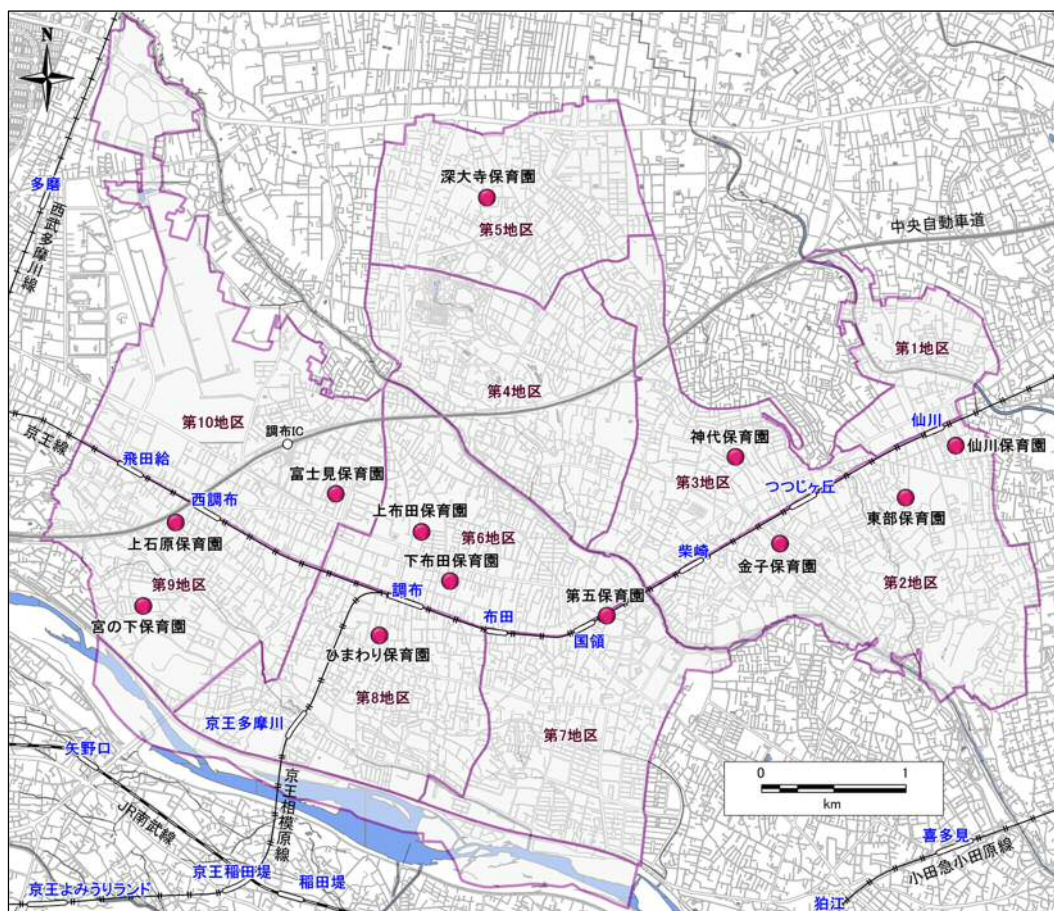 N
深大寺保育園
多磨
第5地区
西武多摩川線
中央自動車道
第1地区
第4地区
第10地区
仙川
京王線
調布IC
神代保育園
仙川保育園
飛田給
富士見保育園
第3地区
つつじヶ丘
西調布
上布田保育園
東部保育園
上石原保育園
第6地区
柴崎
金子保育園
下布田保育園
第9地区
調布
第2地区
布田
第五保育園
宮の下保育園
ひまわり保育園
国領
第8地区
京王多摩川
第7地区
矢野口
0 1
km
京王相模原線
JR南武線
喜多見
小田急小田原線
京王稲田堤
稲田堤
京王よみうりランド
狛江